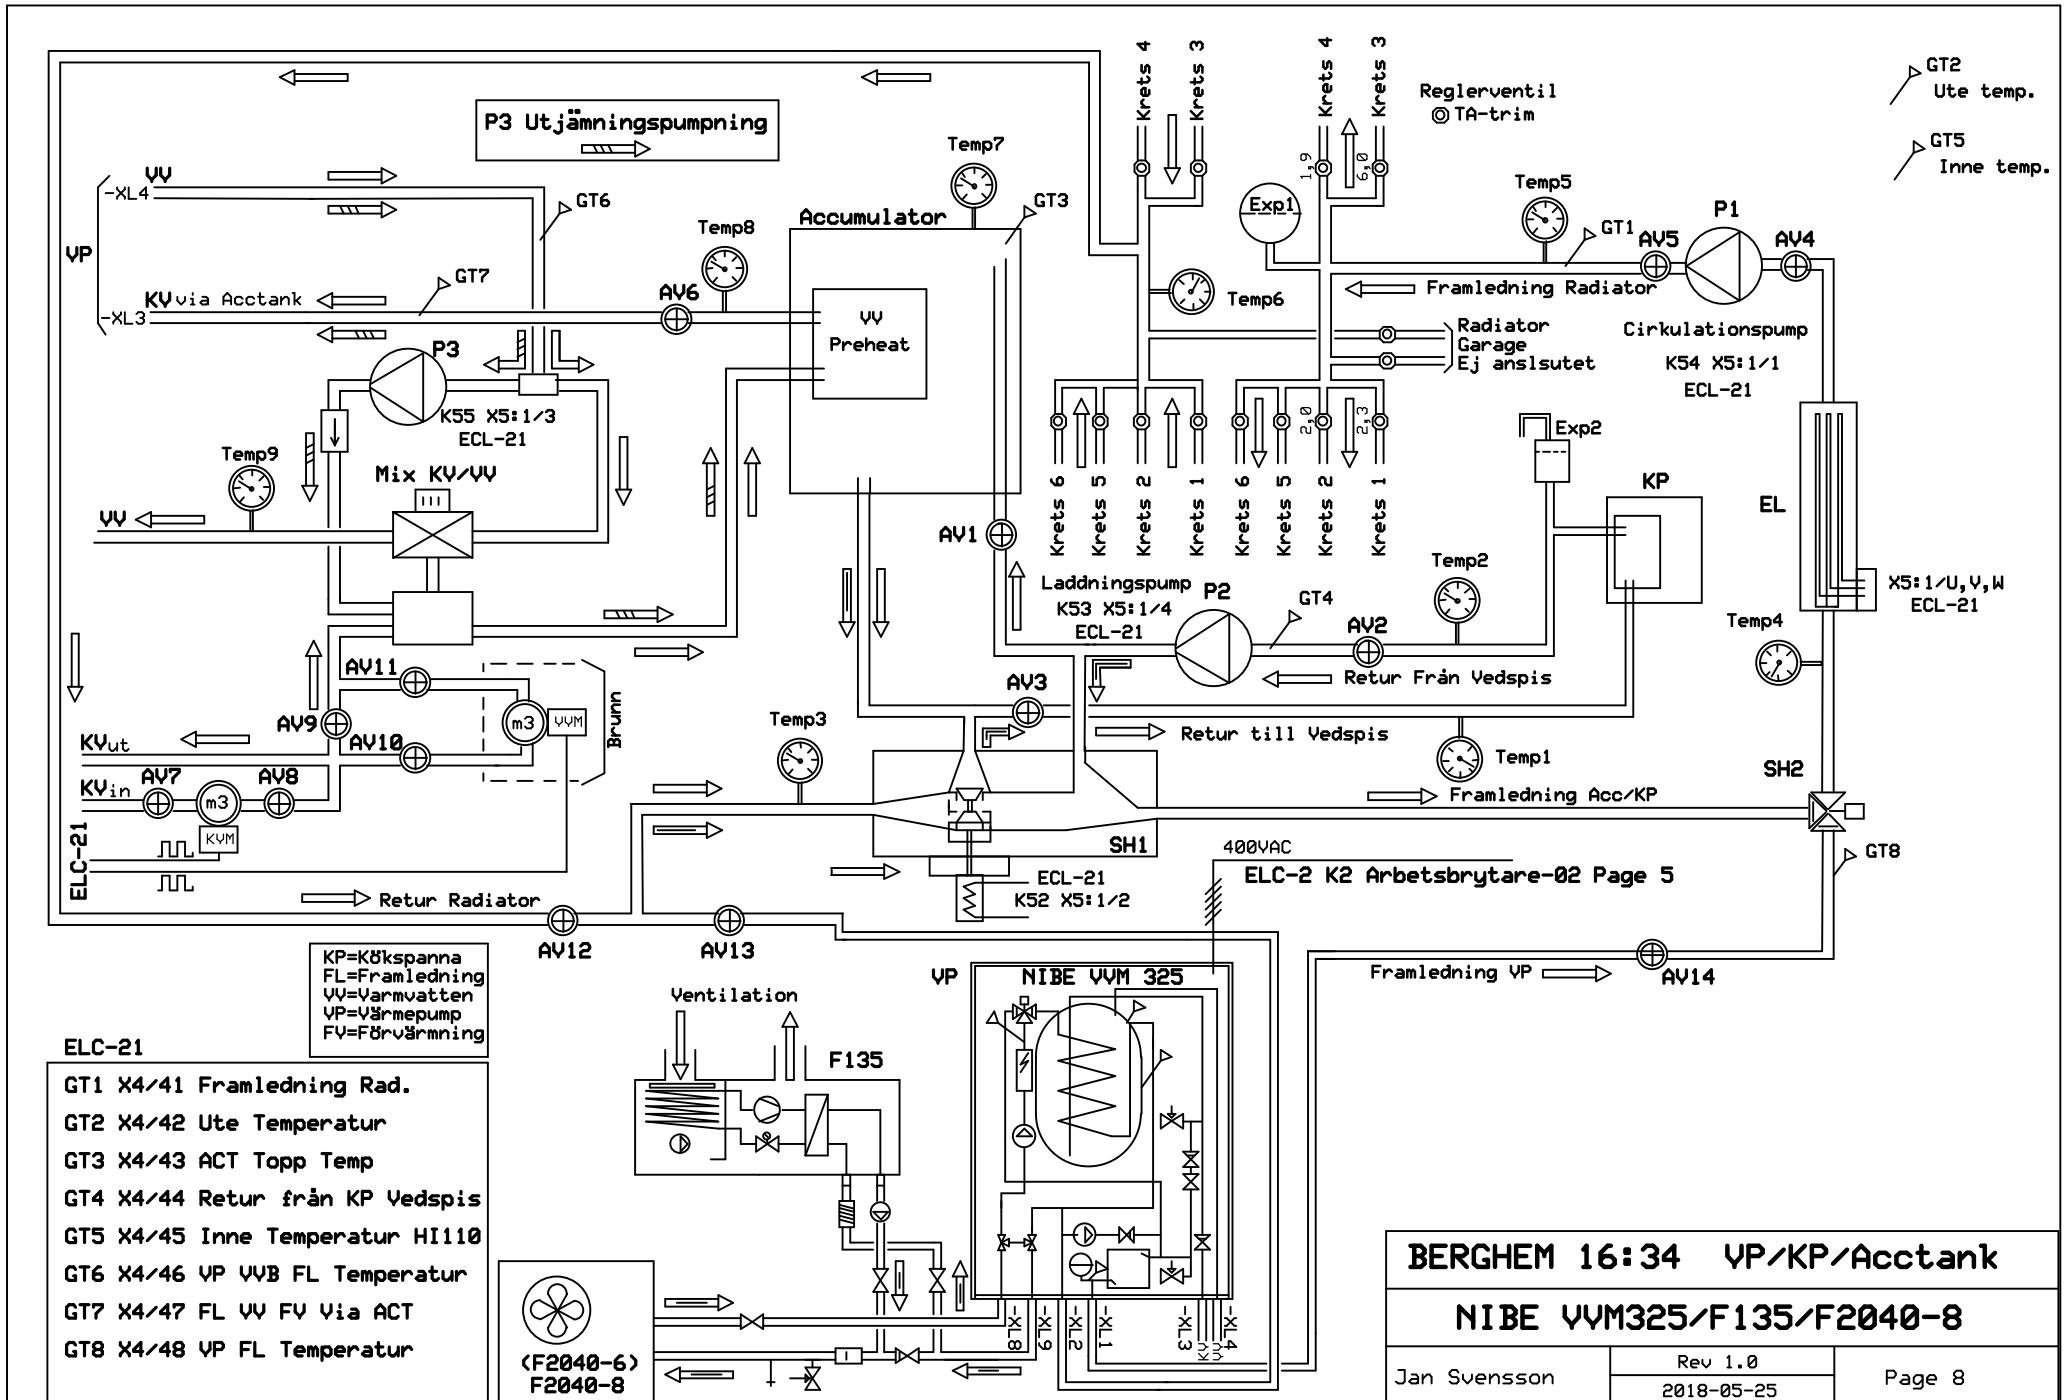 P3 Utjämningspumpning
VV
-XL4
VP
KV via Acctank
-XL3
GT6
GT7
Temp8
AV6
Accumulator
Temp7
GT3
VV
Preheat
Krets 4
Krets 3
Krets 4
Krets 3
1,9
6,0
Reglerventil
TA-trim
GT2
Ute temp.
GT5
Inne temp.
Exp1
Temp5
GT1
AV5
P1
AV4
Framledning Radiator
Temp6
Radiator
Garage
Ej anslsutet
Cirkulationspump
K54 X5:1/1
ECL-21
P3
K55 X5:1/3
ECL-21
Temp9
Mix KV/VV
VV
2,0
2,3
Krets 6
Krets 5
Krets 2
Krets 1
Krets 6
Krets 5
Krets 2
Krets 1
Exp2
KP
EL
X5:1/U,V,W
ECL-21
Temp4
AV1
Laddningspump
K53 X5:1/4
ECL-21
P2
GT4
Temp2
AV2
Retur Från Vedspis
AV11
AV9
AV10
m3
VVM
Brunn
KVut
KVin
AV7
AV8
m3
KVM
ELC-21
Temp3
AV3
Retur till Vedspis
Temp1
Framledning Acc/KP
SH2
SH1
GT8
400VAC
ELC-2 K2 Arbetsbrytare-02 Page 5
ECL-21
K52 X5:1/2
Retur Radiator
AV12
AV13
Framledning VP
AV14
KP=Kökspanna
FL=Framledning
VV=Varmvatten
VP=Värmepump
FV=Förvärmning
Ventilation
F135
VP
NIBE VVM 325
ELC-21
GT1 X4/41 Framledning Rad.
GT2 X4/42 Ute Temperatur
GT3 X4/43 ACT Topp Temp
GT4 X4/44 Retur från KP Vedspis
GT5 X4/45 Inne Temperatur HI110
GT6 X4/46 VP VVB FL Temperatur
GT7 X4/47 FL VV FV Via ACT
GT8 X4/48 VP FL Temperatur
(F2040-6)
F2040-8
-XL8
-XL9
-XL2
-XL1
-XL3
KV
VV
-XL4
BERGHEM 16:34 VP/KP/Acctank
NIBE VVM325/F135/F2040-8
Jan Svensson
Rev 1.0
2018-05-25
Page 8